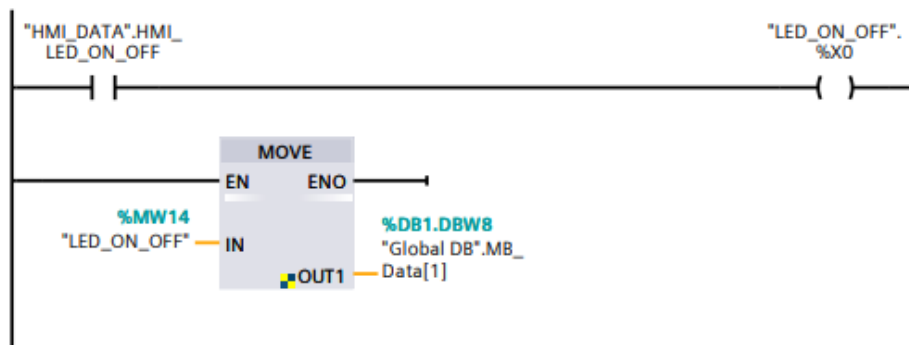 "HMI_DATA".HMI_
LED_ON_OFF
"LED_ON_OFF".
%X0
MOVE
EN ENO
%MW14
"LED_ON_OFF" IN
%DB1.DBW8
"Global DB".MB_
OUT1 Data[1]